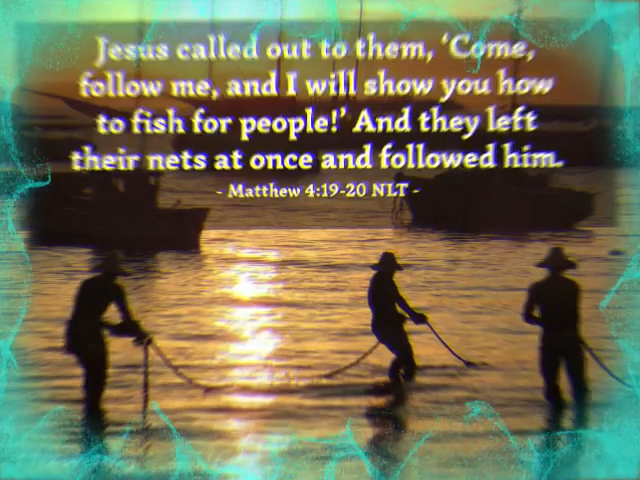 Jesus called out to them, ‘Come,
follow me, and I will show you how
to fish for people!’ And they left
their nets at once and followed him.
- Matthew 4:19-20 NLT -